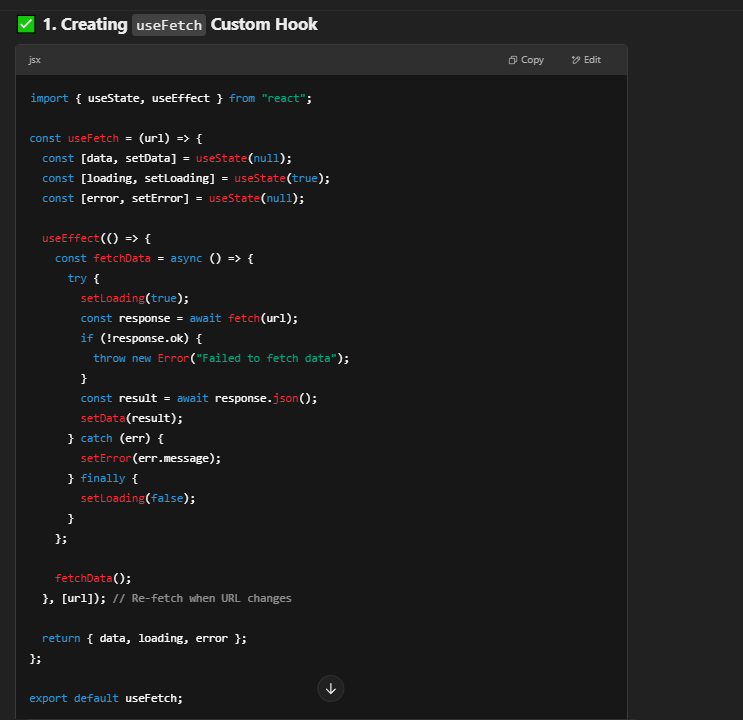 ✅ 1. Creating useFetch Custom Hook
jsx Copy Edit
import { useState, useEffect } from "react";
const useFetch = (url) => {
const [data, setData] = useState(null);
const [loading, setLoading] = useState(true);
const [error, setError] = useState(null);
useEffect(() => {
const fetchData = async () => {
try {
setLoading(true);
const response = await fetch(url);
if (!response.ok) {
throw new Error("Failed to fetch data");
}
const result = await response.json();
setData(result);
} catch (err) {
setError(err.message);
} finally {
setLoading(false);
}
};
fetchData();
}, [url]); // Re-fetch when URL changes
return { data, loading, error };
};
export default useFetch;